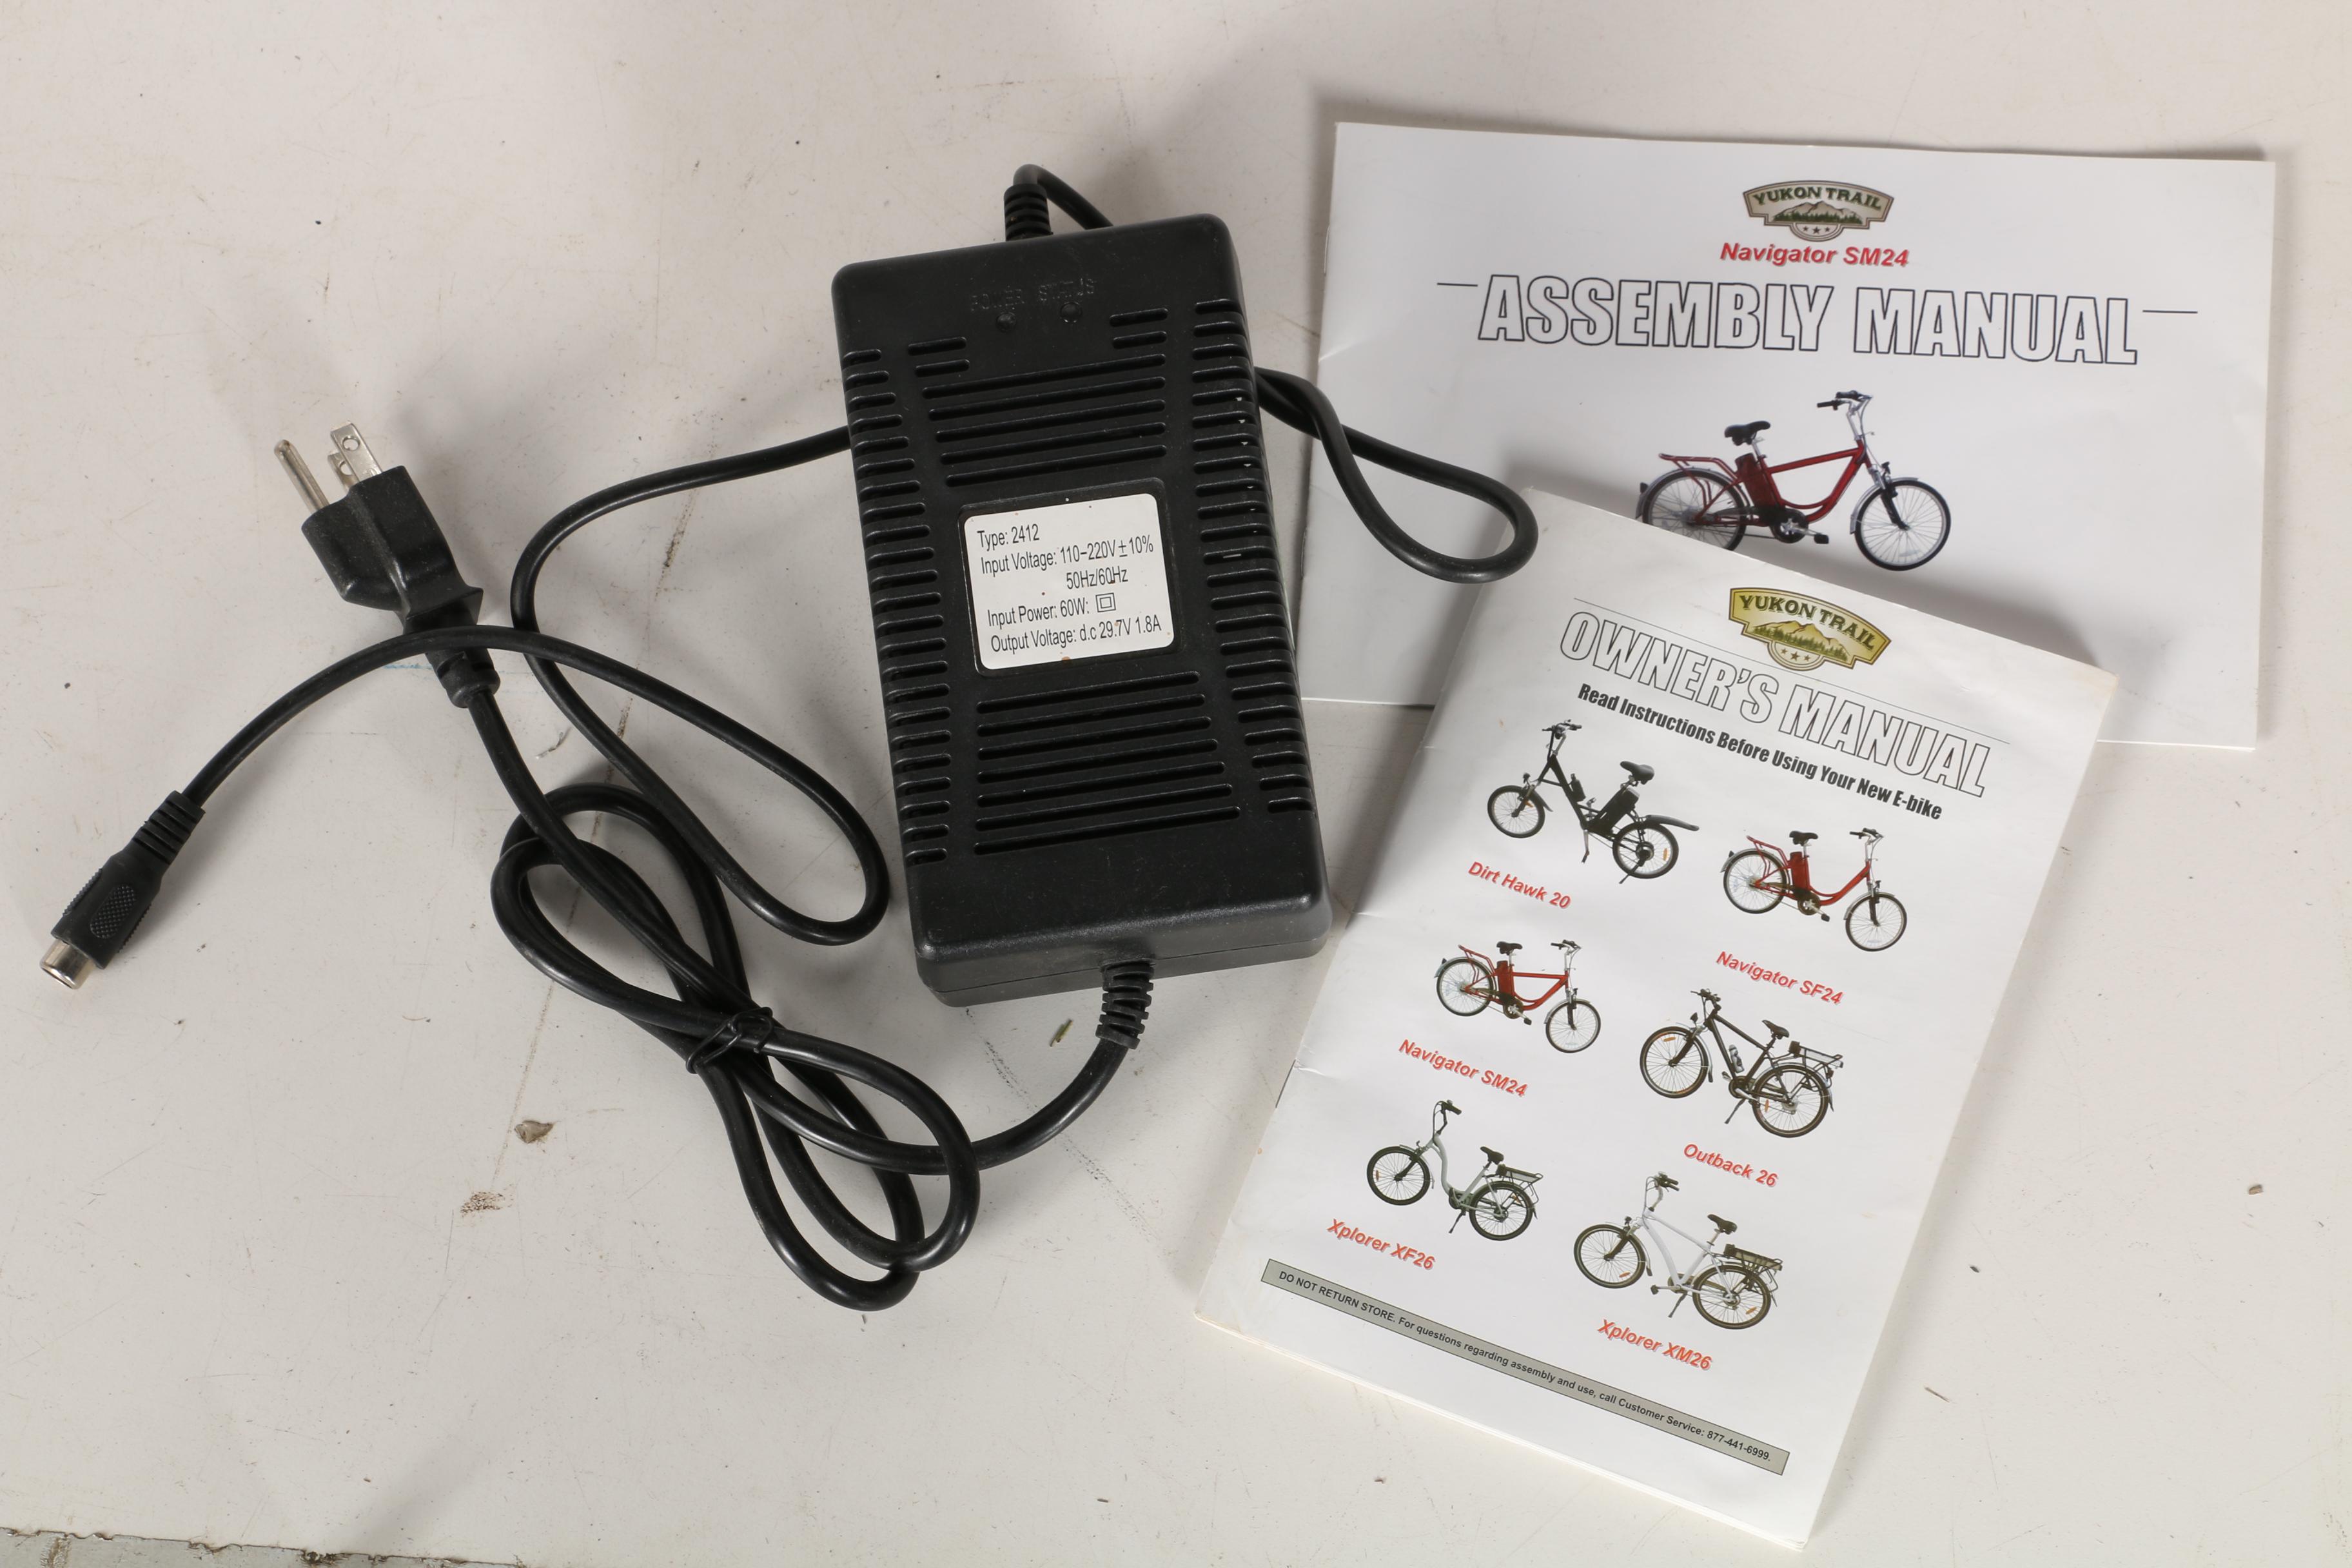 POWER STATUS
Type: 2412
Input Voltage: 110-220V±10%
50Hz/60Hz
Input Power: 60W:
Output Voltage: d.c 29.7V 1.8A
YUKON TRAIL
Navigator SM24
ASSEMBLY MANUAL
YUKON TRAIL
OWNER'S MANUAL
Read Instructions Before Using Your New E-bike
Dirt Hawk 20
Navigator SF24
Navigator SM24
Outback 26
Xplorer XF26
Xplorer XM26
DO NOT RETURN STORE. For questions regarding assembly and use, call Customer Service: 877-441-6999.